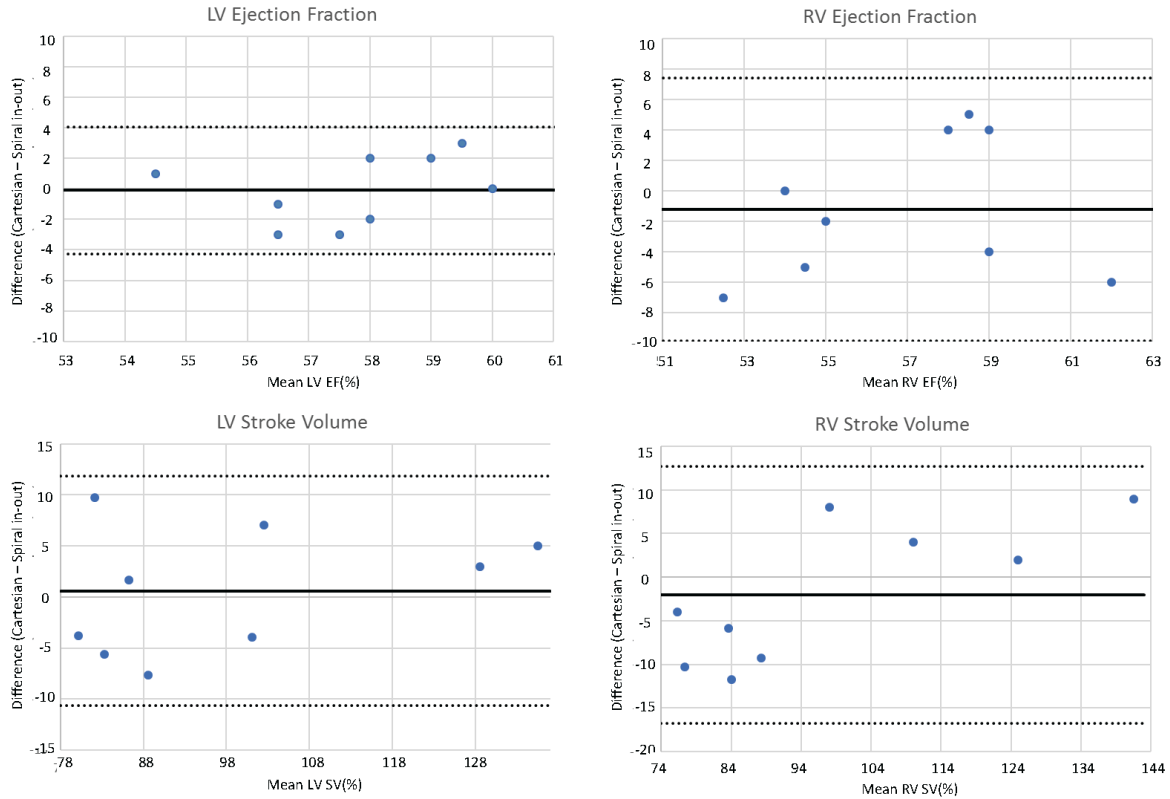 LV Ejection Fraction
Difference (Cartesian – Spiral in-out)
10
8
6
4
2
0
-2
-4
-6
-8
-10
53 54 55 56 57 58 59 60 61
Mean LV EF(%)
RV Ejection Fraction
Difference (Cartesian – Spiral in-out)
10
8
6
4
2
0
-2
-4
-6
-8
-10
51 53 55 57 59 61 63
Mean RV EF(%)
LV Stroke Volume
Difference (Cartesian – Spiral in-out)
15
10
5
0
-5
-10
-15
78 88 98 108 118 128
Mean LV SV(%)
RV Stroke Volume
Difference (Cartesian – Spiral in-out)
15
10
5
0
-5
-10
-15
-20
74 84 94 104 114 124 134 144
Mean RV SV(%)